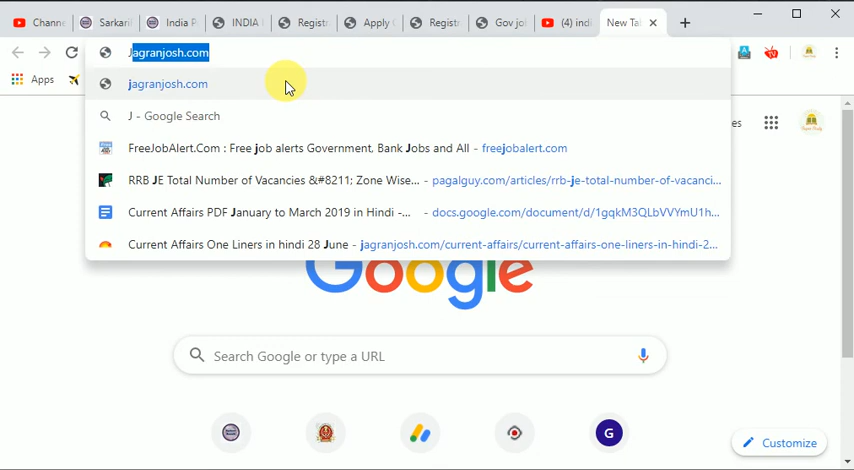 Channe
Sarkari
India P
INDIA
Registr
Apply
Registr
Gov jo
(4) indi
New Ta
Jagranjosh.com
Apps
jagranjosh.com
J - Google Search
es
FreeJobAlert.Com : Free job alerts Government, Bank Jobs and All - freejobalert.com
RRB JE Total Number of Vacancies &#8211; Zone Wise... - pagalguy.com/articles/rrb-je-total-number-of-vacanci...
Current Affairs PDF January to March 2019 in Hindi -... - docs.google.com/document/d/1gqkM3QLbVVYmU1h...
Current Affairs One Liners in hindi 28 June - jagranjosh.com/current-affairs/current-affairs-one-liners-in-hindi-2...
Google
Search Google or type a URL
G
Customize